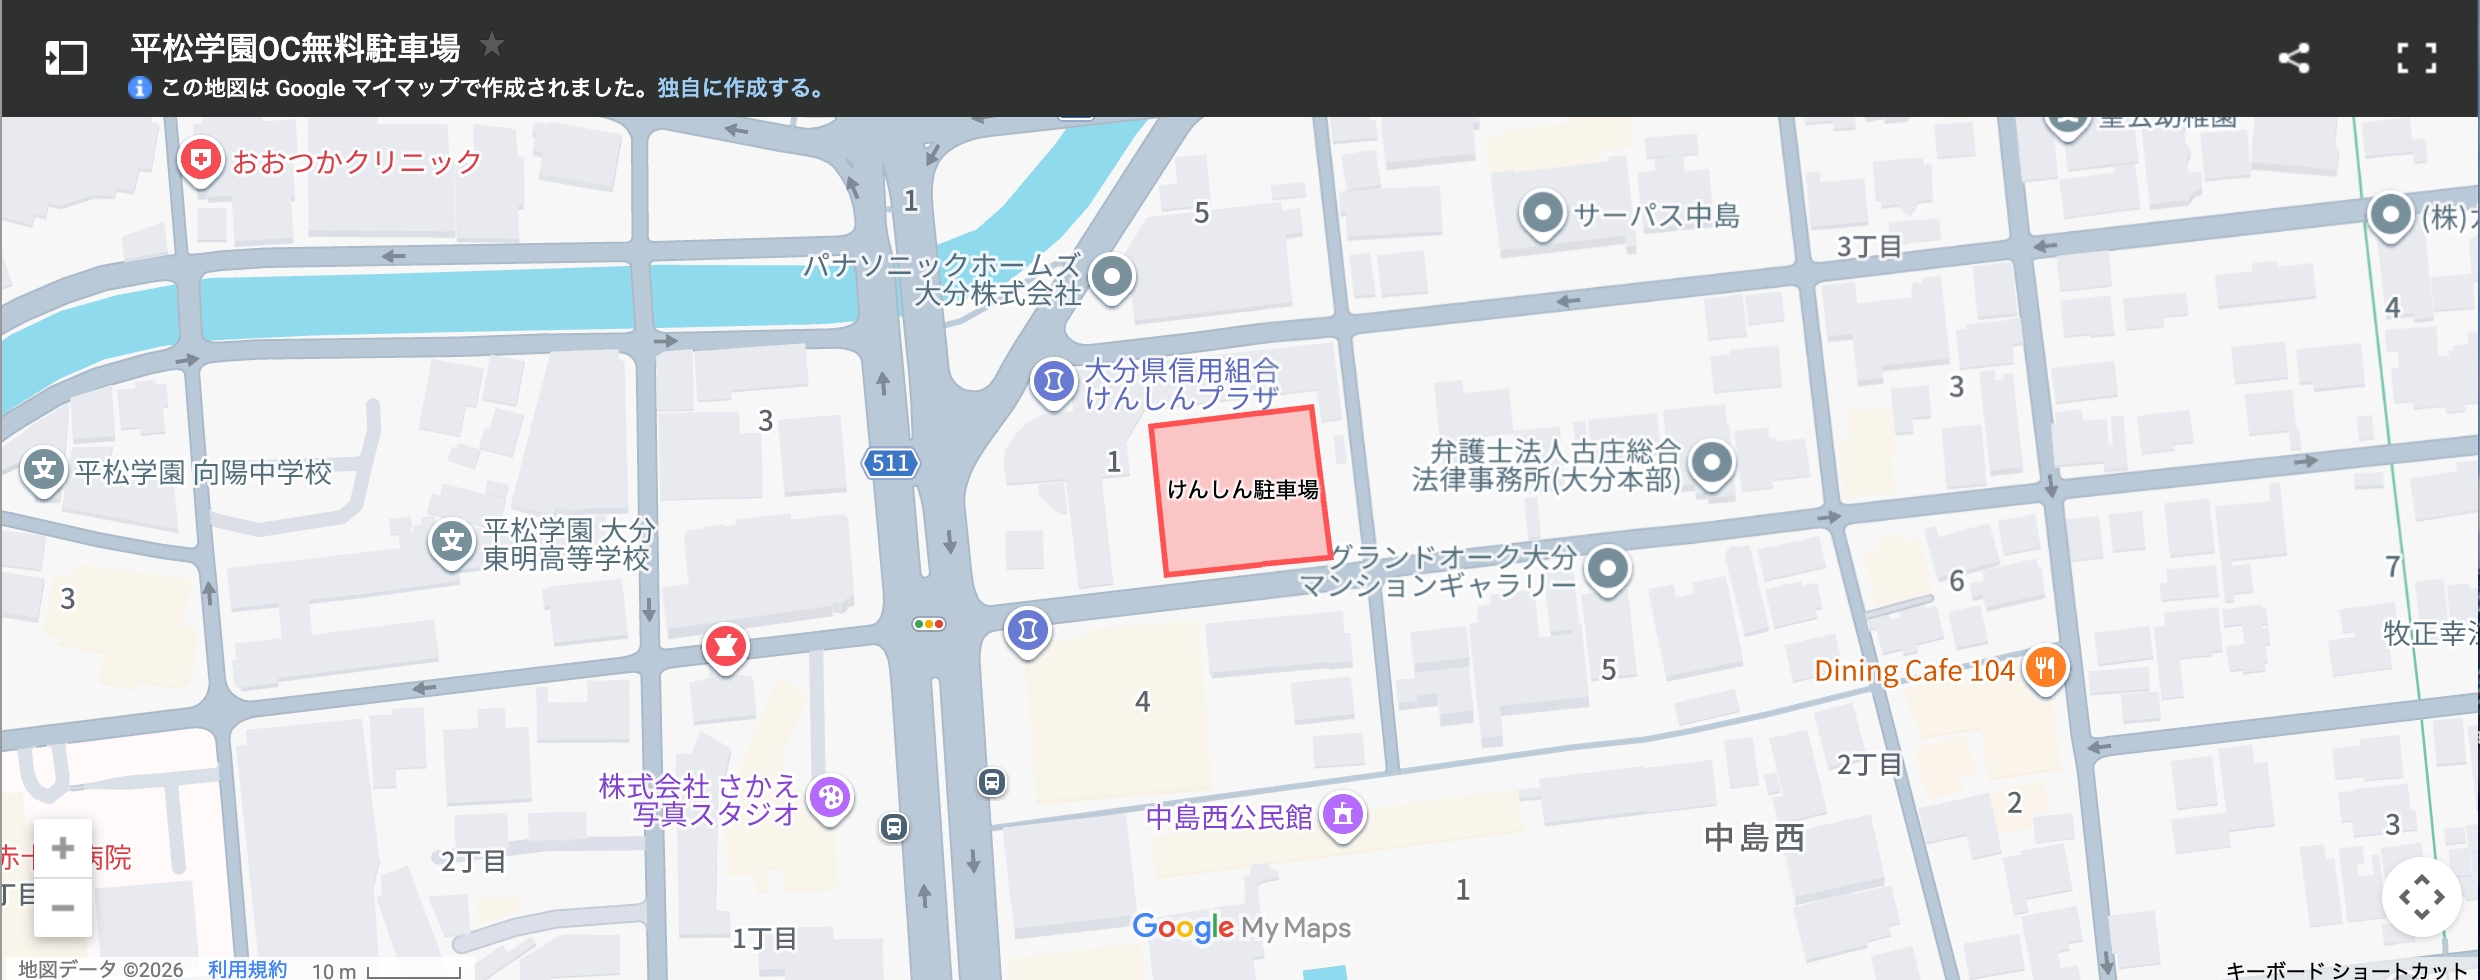 平松学園OC無料駐車場
この地図は Google マイマップで作成されました。独自に作成する。
おおつかクリニック
1
5
サーパス中島
3丁目
(株)
パナソニックホームズ
大分株式会社
4
大分県信用組合
けんしんプラザ
3
3
511
1
けんしん駐車場
弁護士法人古庄総合
法律事務所(大分本部)
平松学園 向陽中学校
平松学園 大分
東明高等学校
グランドオーク大分
マンションギャラリー
3
6
7
牧正幸法
5
Dining Cafe 104
4
株式会社 さかえ
写真スタジオ
中島西公民館
2丁目
2
中島西
3
病院
丁目
2丁目
1
1丁目
Google My Maps
地図データ ©2026 利用規約 10 m
キーボード ショートカット